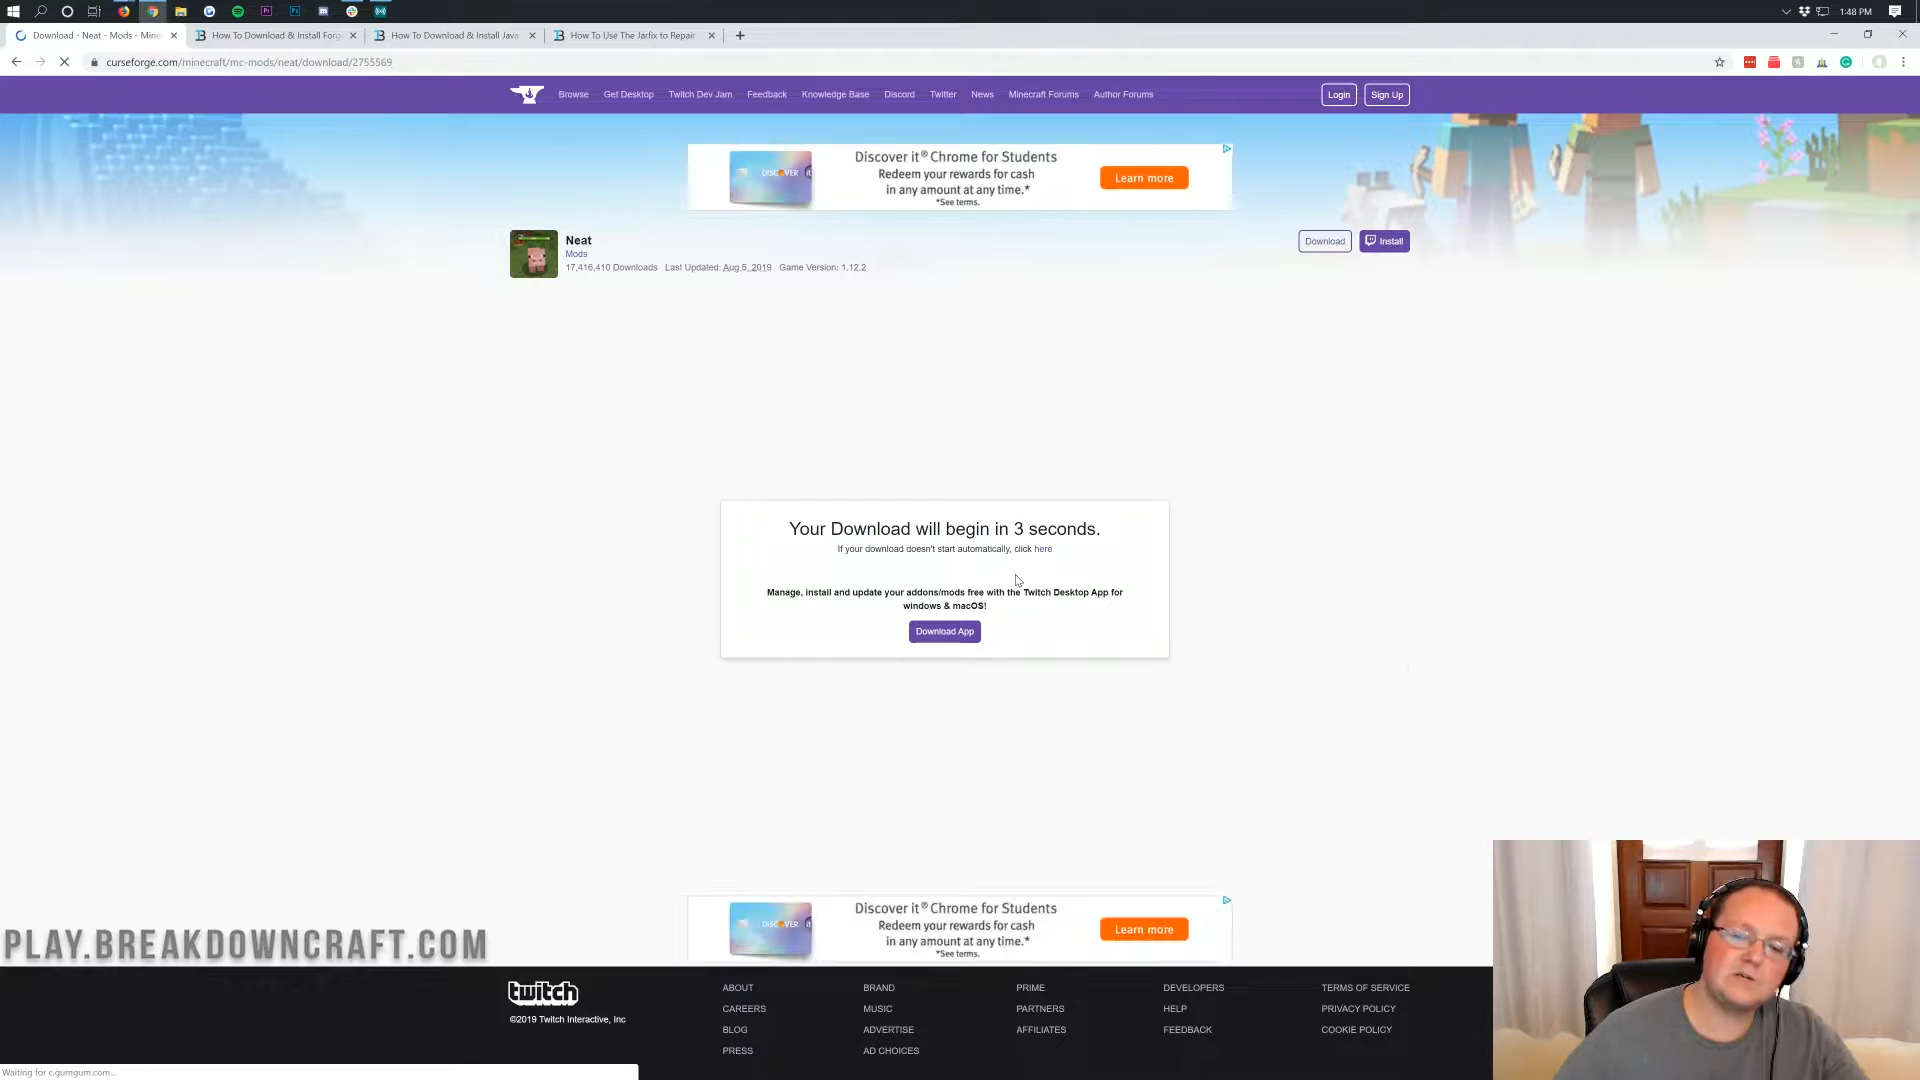 1:48 PM
Download - Neat - Mods - Mine
How To Download & Install Forg
How To Download & Install Java
How To Use The Jarfix to Repair
curseforge.com/minecraft/mc-mods/neat/download/2755569
Browse Get Desktop Twitch Dev Jam Feedback Knowledge Base Discord Twitter News Minecraft Forums Author Forums Login Sign Up
DISCOVER it
Discover it® Chrome for Students
Redeem your rewards for cash
in any amount at any time.*
*See terms.
Learn more
Neat
Mods
17,416,410 Downloads Last Updated: Aug 5, 2019 Game Version: 1.12.2
Download Install
Your Download will begin in 3 seconds.
If your download doesn't start automatically, click here
Manage, install and update your addons/mods free with the Twitch Desktop App for
windows & macOS!
Download App
DISCOVER it
Discover it® Chrome for Students
Redeem your rewards for cash
in any amount at any time.*
*See terms.
Learn more
PLAY.BREAKDOWNCRAFT.COM
twitch
©2019 Twitch Interactive, Inc
ABOUT BRAND PRIME DEVELOPERS TERMS OF SERVICE
CAREERS MUSIC PARTNERS HELP PRIVACY POLICY
BLOG ADVERTISE AFFILIATES FEEDBACK COOKIE POLICY
PRESS AD CHOICES
Waiting for c.gumgum.com...